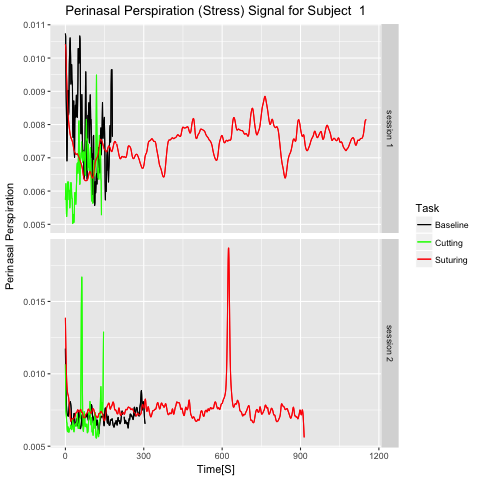 Perinasal Perspiration (Stress) Signal for Subject  1
0.011
0.010
0.009
0.008
0.007
0.006
0.005
session 1
Perinasal Perspiration
0.015
0.010
0.005
session 2
0
300
600
900
1200
Time[S]
Task
Baseline
Cutting
Suturing